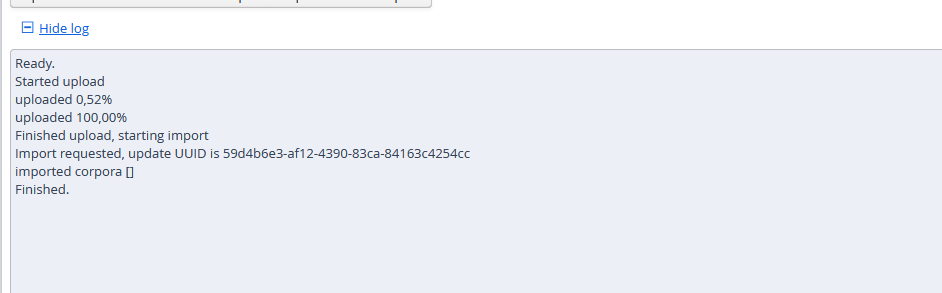 Hide log
Ready.
Started upload
uploaded 0,52%
uploaded 100,00%
Finished upload, starting import
Import requested, update UUID is 59d4b6e3-af12-4390-83ca-84163c4254cc
imported corpora []
Finished.